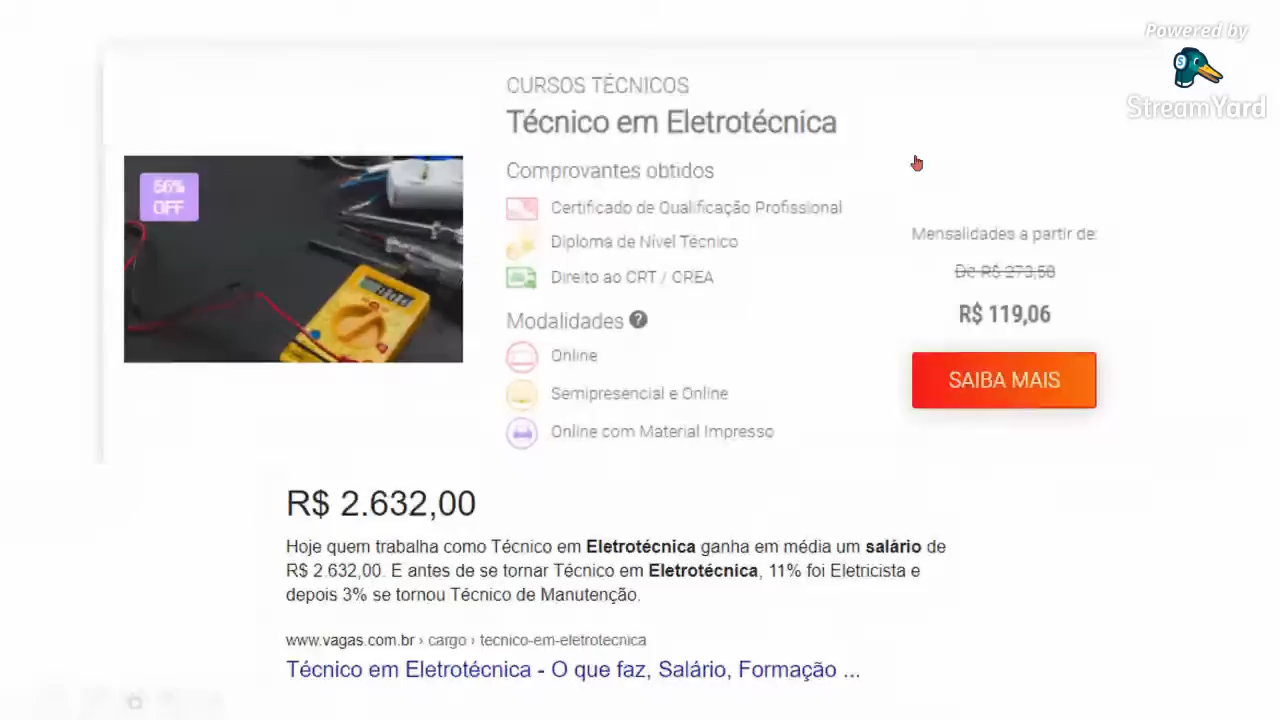 Powered by
StreamYard
CURSOS TÉCNICOS
Técnico em Eletrotécnica
56%
OFF
Comprovantes obtidos
Certificado de Qualificação Profissional
Diploma de Nível Técnico
Direito ao CRT / CREA
Modalidades ?
Online
Semipresencial e Online
Online com Material Impresso
Mensalidades a partir de:
De R$ 273,58
R$ 119,06
SAIBA MAIS
R$ 2.632,00
Hoje quem trabalha como Técnico em Eletrotécnica ganha em média um salário de
R$ 2.632,00. E antes de se tornar Técnico em Eletrotécnica, 11% foi Eletricista e
depois 3% se tornou Técnico de Manutenção.
www.vagas.com.br › cargo › tecnico-em-eletrotecnica
Técnico em Eletrotécnica - O que faz, Salário, Formação ...